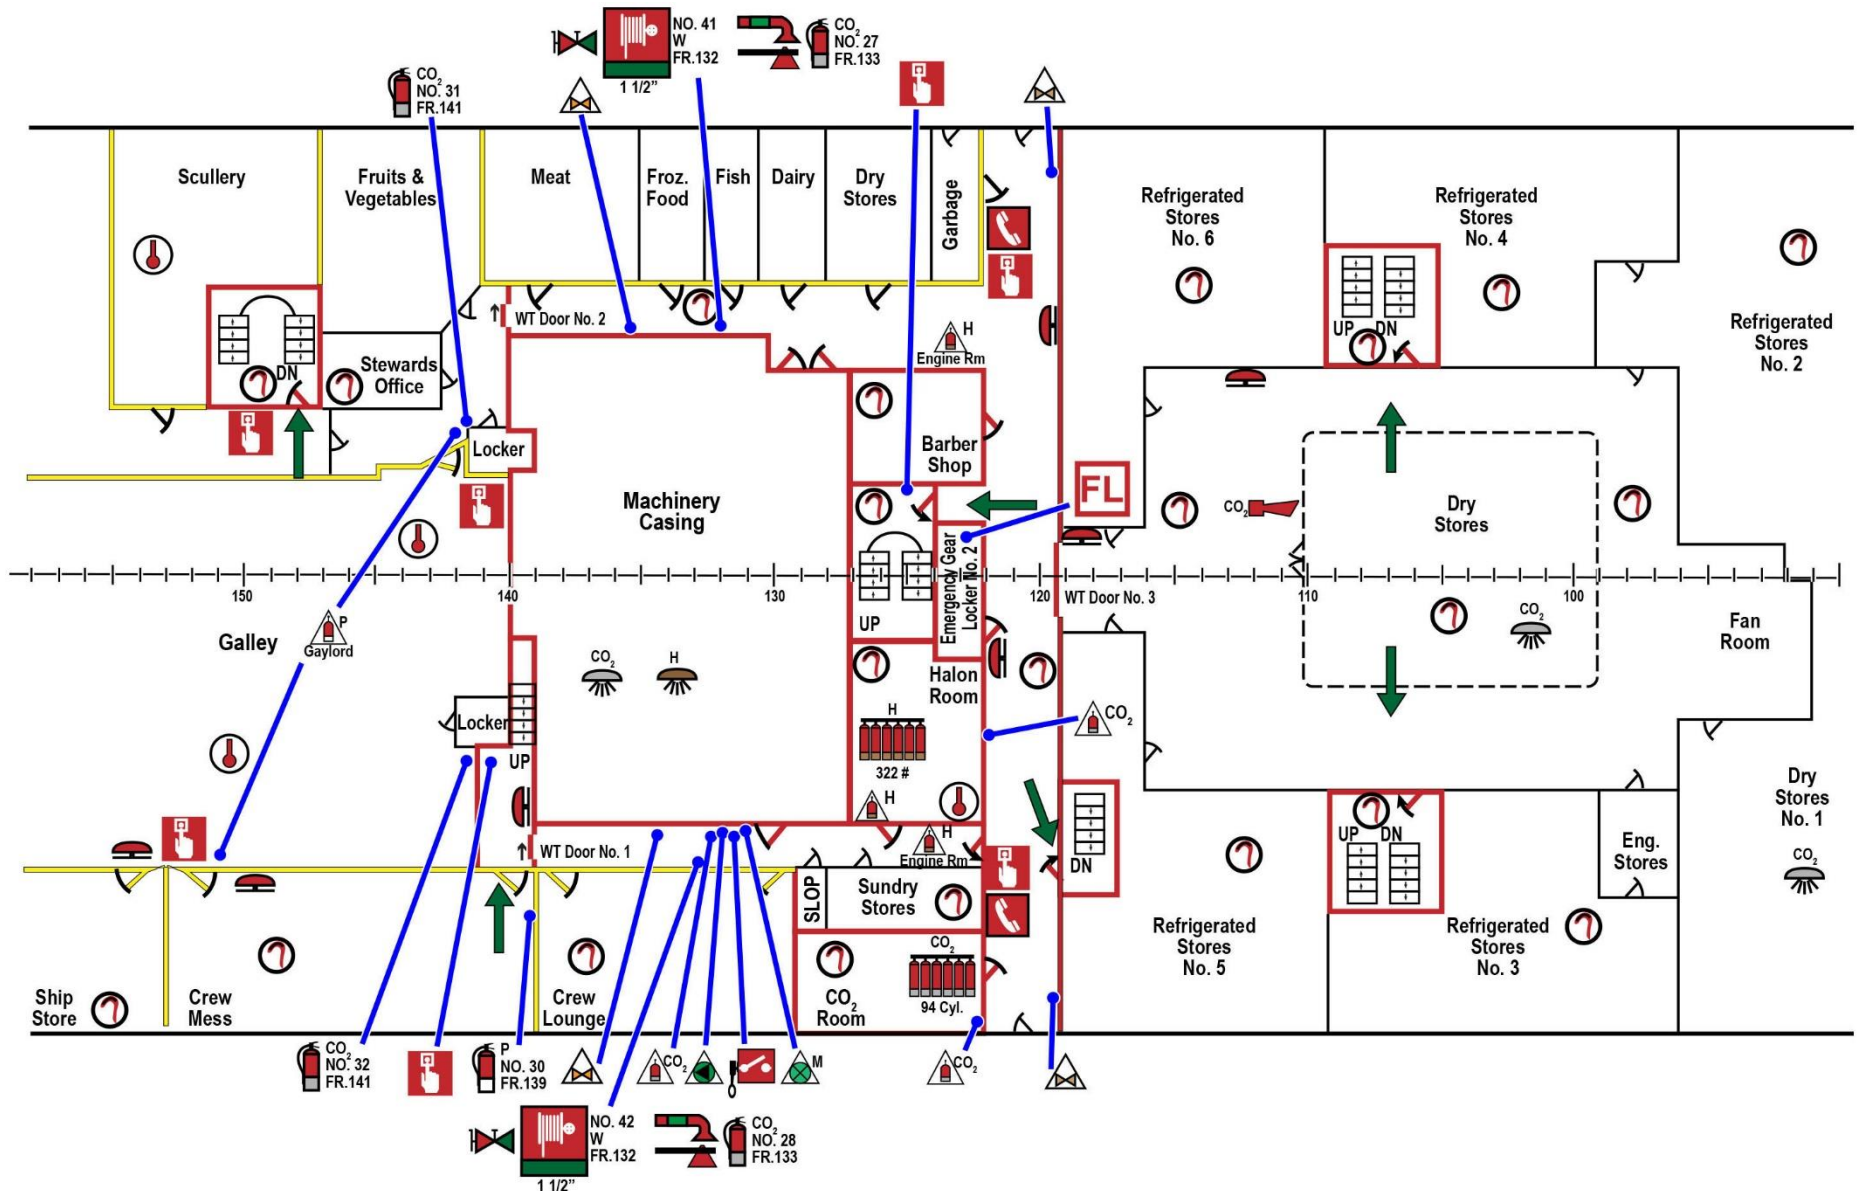 NO. 41
W
FR.132
1 1/2”
CO2
NO. 27
FR.133
CO2
NO. 31
FR.141
Scullery
Fruits &
Vegetables
Meat
Froz.
Food
Fish
Dairy
Dry
Stores
Garbage
Refrigerated
Stores
No. 6
Refrigerated
Stores
No. 4
Refrigerated
Stores
No. 2
WT Door No. 2
H
Engine Rm
UP
DN
DN
Stewards
Office
Locker
Barber
Shop
Machinery
Casing
FL
CO2
Dry
Stores
Emergency Gear
Locker No. 2
150
140
130
120
110
100
WT Door No. 3
P
Gaylord
Galley
UP
CO2
Fan
Room
CO2
H
Halon
Room
Locker
CO2
H
322 #
UP
H
Dry
Stores
No. 1
CO2
WT Door No. 1
H
Engine Rm
DN
UP
DN
Eng.
Stores
SLOP
Sundry
Stores
Refrigerated
Stores
No. 5
Refrigerated
Stores
No. 3
CO2
94 Cyl.
CO2
Room
Ship
Store
Crew
Mess
Crew
Lounge
CO2
NO. 32
FR.141
P
NO. 30
FR.139
CO2
M
CO2
NO. 42
W
FR.132
1 1/2”
CO2
NO. 28
FR.133